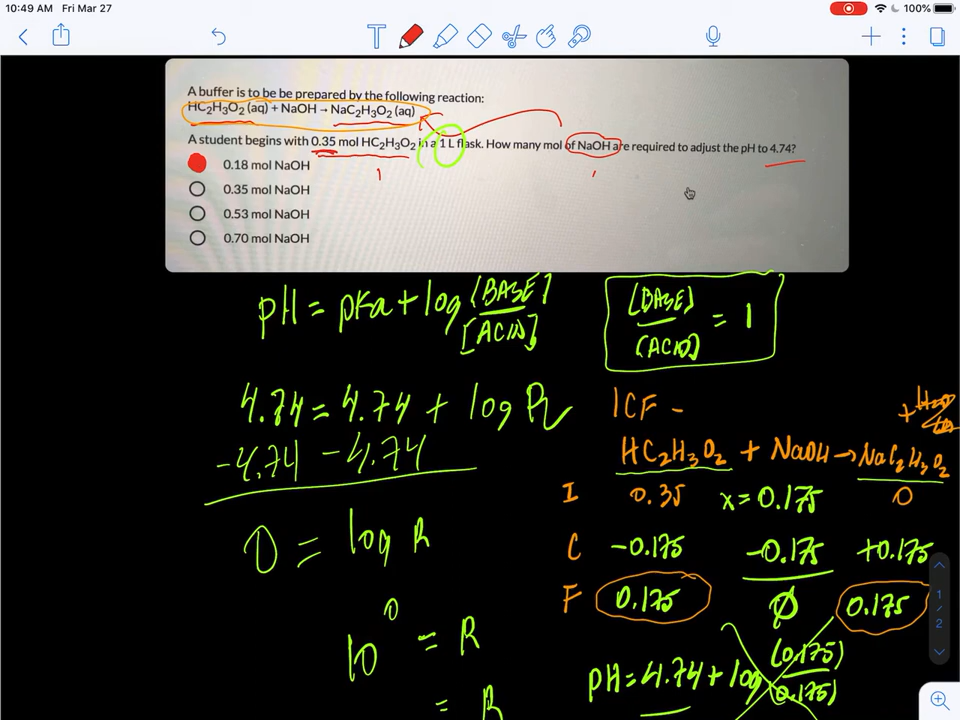 10:49 AM Fri Mar 27
100%
A buffer is to be be prepared by the following reaction:
HC₂H₃O₂ (aq) + NaOH → NaC₂H₃O₂ (aq)
A student begins with 0.35 mol HC₂H₃O₂ in a 1 L flask. How many mol of NaOH are required to adjust the pH to 4.74?
0.18 mol NaOH
0.35 mol NaOH
0.53 mol NaOH
0.70 mol NaOH
pH = pKa + log [BASE]/[ACID]
[BASE]/[ACID] = 1
4.74 = 4.74 + log R
-4.74 -4.74
0 = log R
10⁰ = R
= R
ICF -
HC₂H₃O₂ + NaOH → NaC₂H₃O₂
I 0.35 x = 0.175 0
C -0.175 -0.175 +0.175
F 0.175 Ø 0.175
pH = 4.74 + log (0.175)/(0.175)
1 / 2